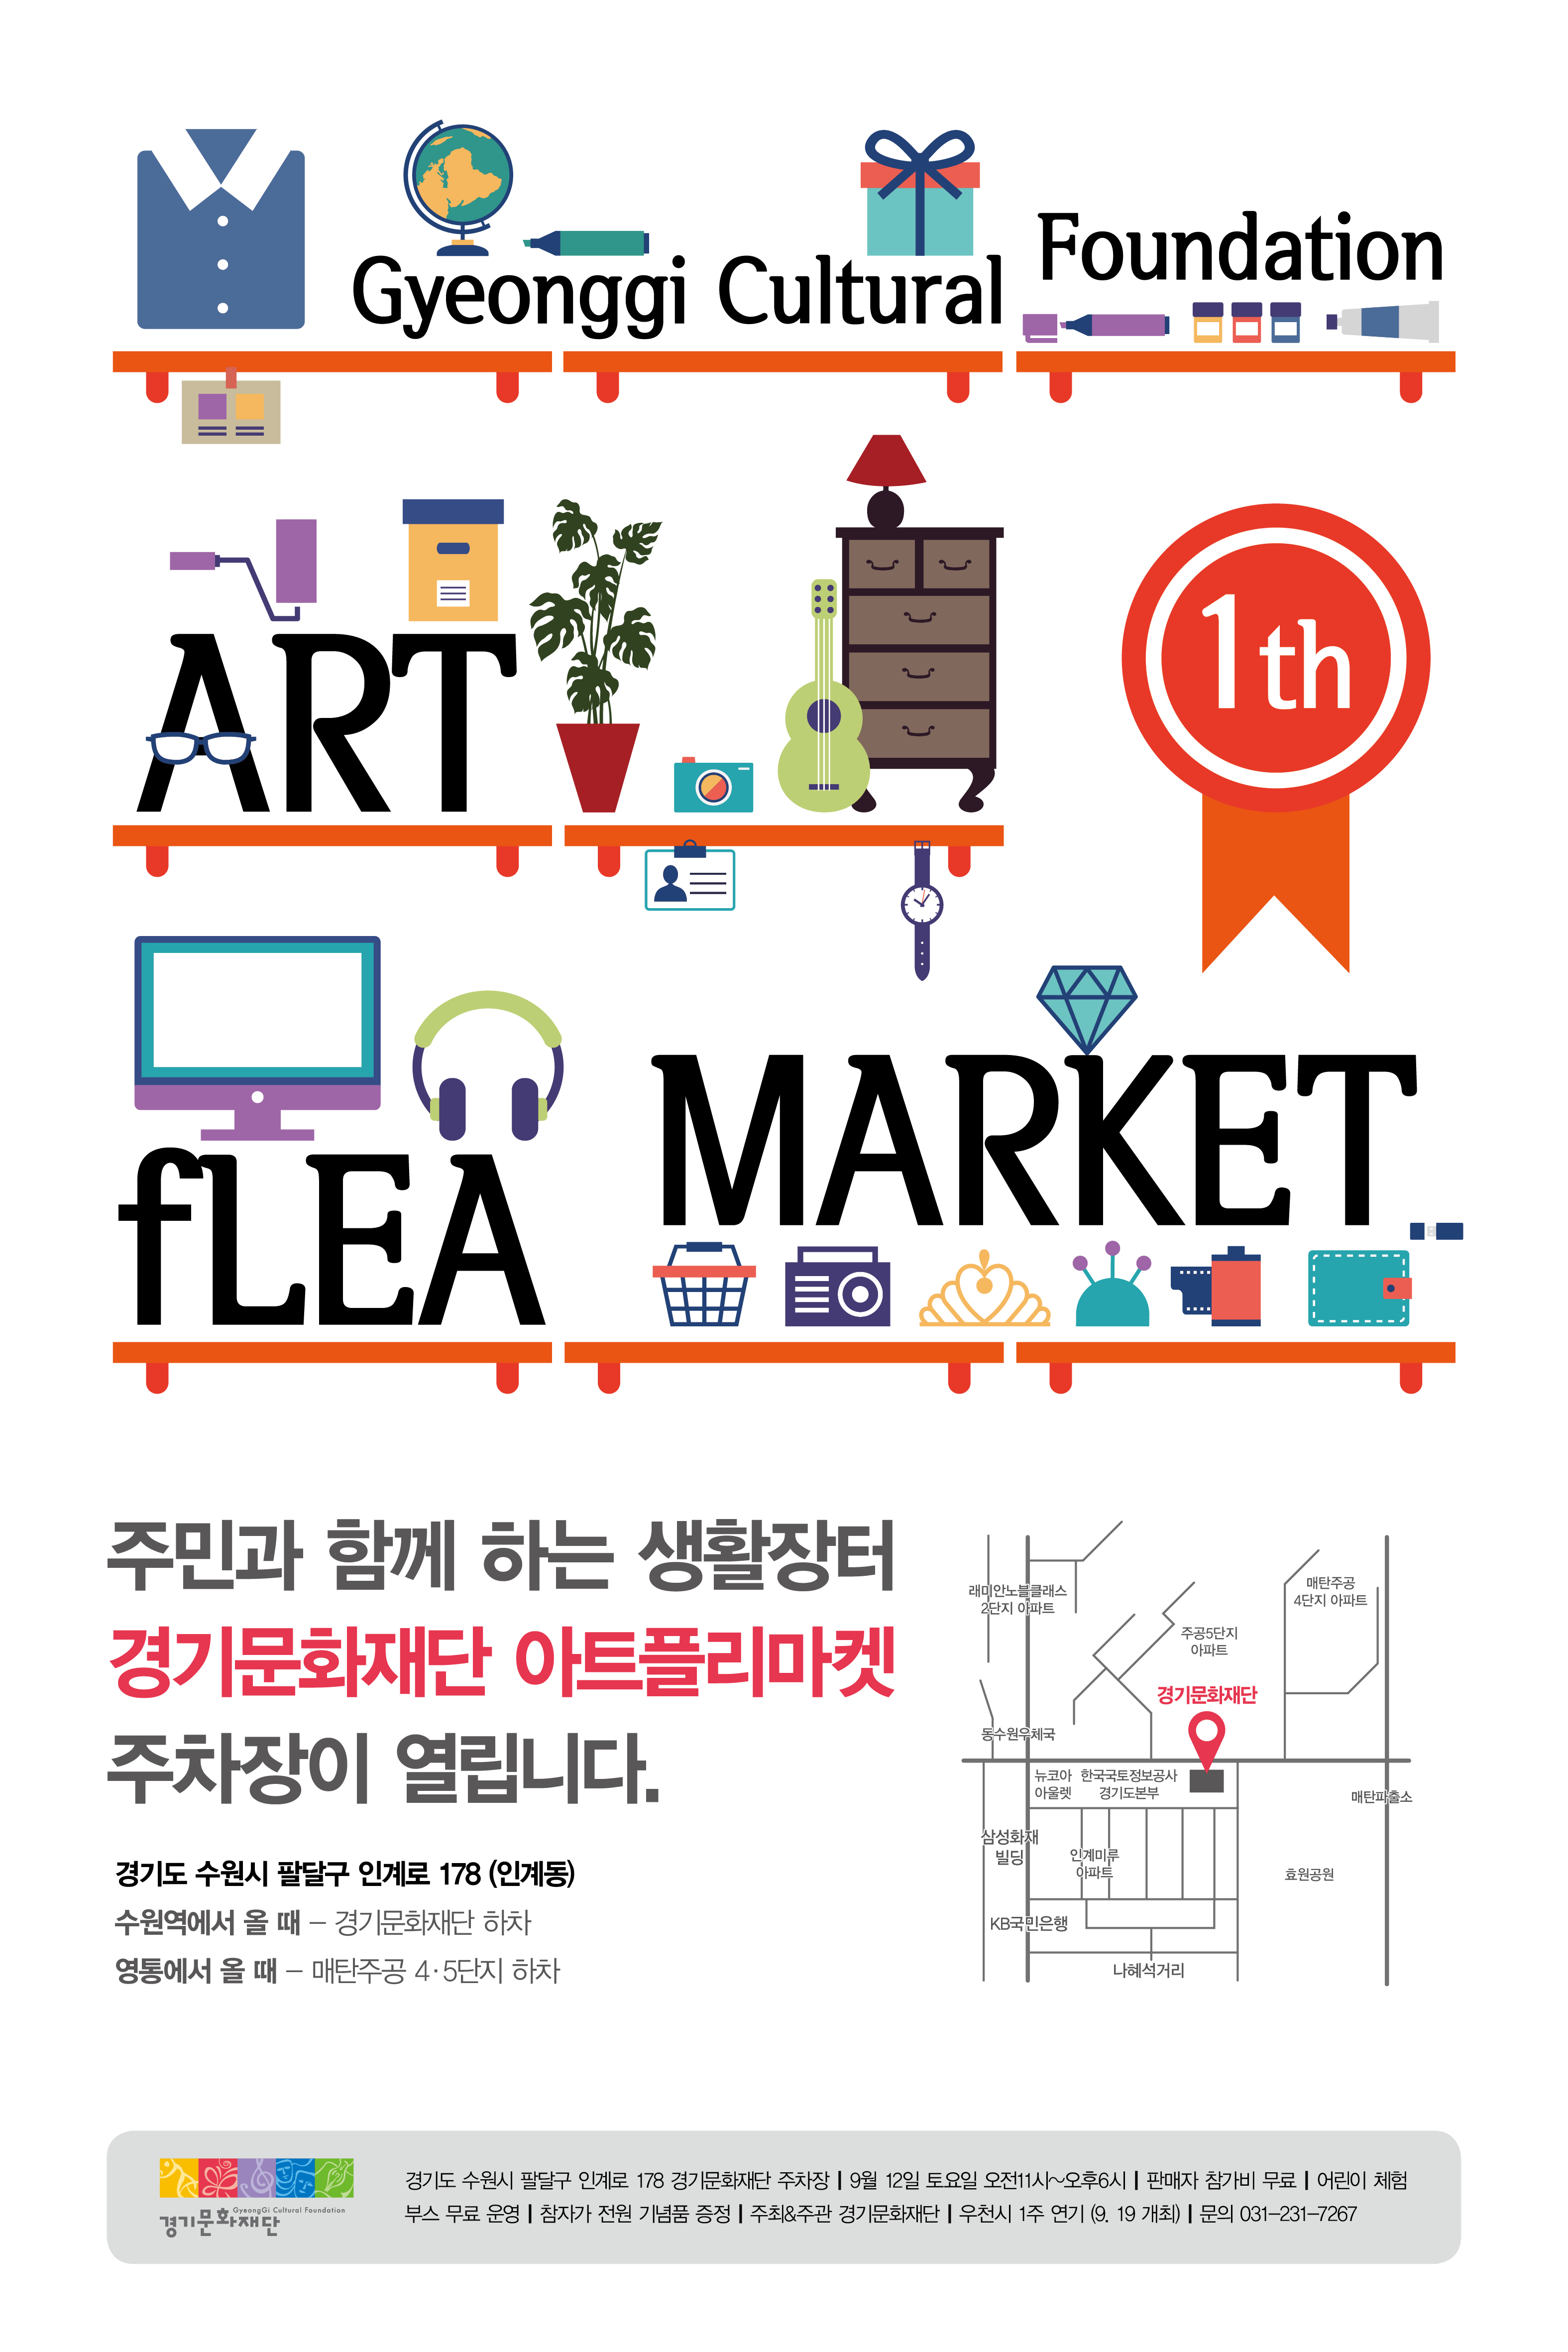 Gyeonggi Cultural Foundation
ART
1th
fLEA MARKET
주민과 함께 하는 생활장터
경기문화재단 아트플리마켓
주차장이 열립니다.
경기도 수원시 팔달구 인계로 178 (인계동)
수원역에서 올 때 – 경기문화재단 하차
영통에서 올 때 – 매탄주공 4·5단지 하차
래미안노블클래스
2단지 아파트
매탄주공
4단지 아파트
주공5단지
아파트
경기문화재단
동수원우체국
뉴코아
아울렛
한국국토정보공사
경기도본부
매탄파출소
삼성화재
빌딩
인계미루
아파트
효원공원
KB국민은행
나혜석거리
GyeongGi Cultural Foundation
경기문화재단
경기도 수원시 팔달구 인계로 178 경기문화재단 주차장 | 9월 12일 토요일 오전11시~오후6시 | 판매자 참가비 무료 | 어린이 체험
부스 무료 운영 | 참자가 전원 기념품 증정 | 주최&주관 경기문화재단 | 우천시 1주 연기 (9. 19 개최) | 문의 031-231-7267